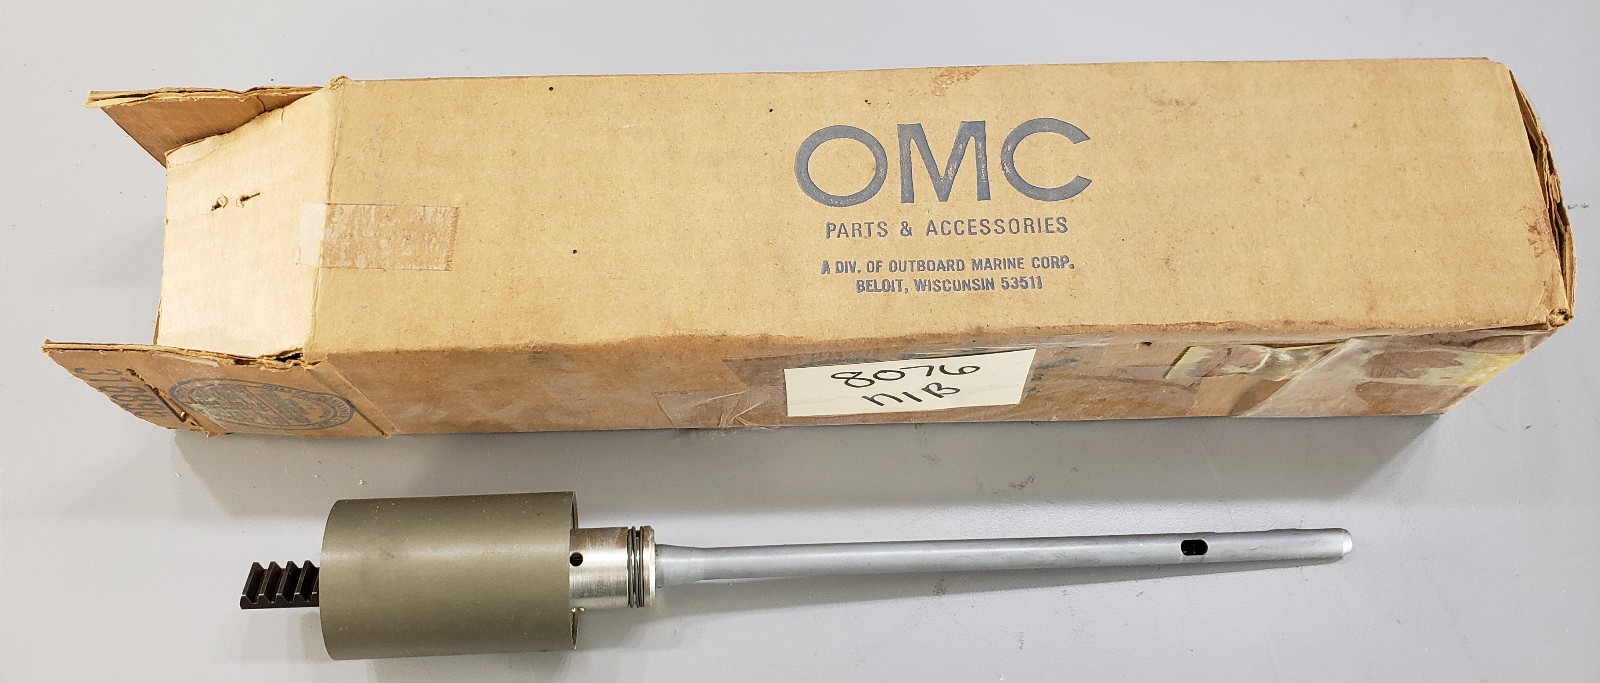 OMC
PARTS & ACCESSORIES
A DIV. OF OUTBOARD MARINE CORP.
BELOIT, WISCONSIN 53511
8076
NIB